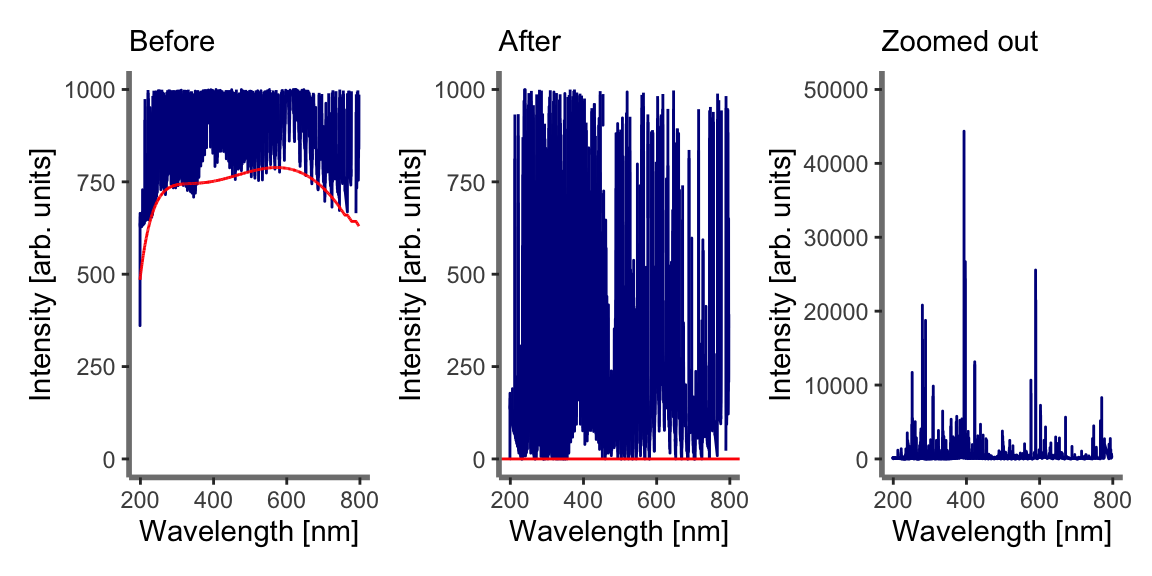 Before
After
Zoomed out
Intensity [arb. units]
1000
750
500
250
0
200 400 600 800
Wavelength [nm]
Intensity [arb. units]
1000
750
500
250
0
200 400 600 800
Wavelength [nm]
Intensity [arb. units]
50000
40000
30000
20000
10000
0
200 400 600 800
Wavelength [nm]